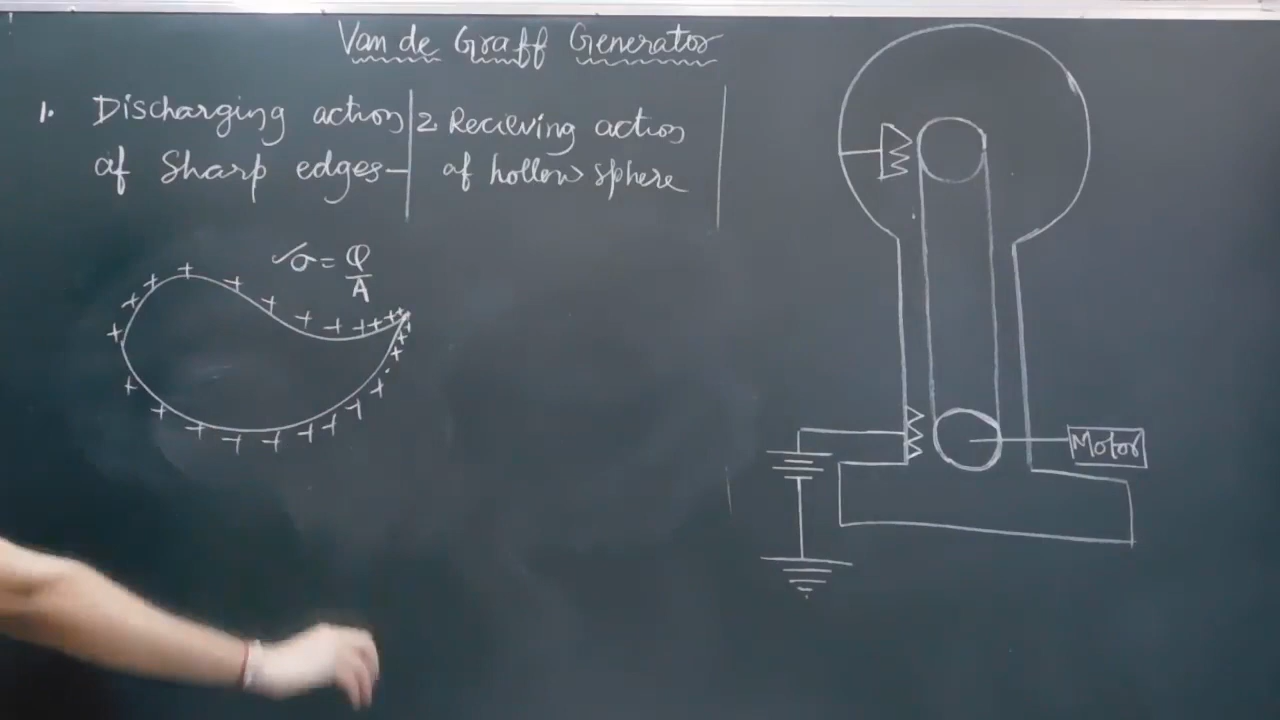 Van de Graff Generator
1. Discharging action
of Sharp edges-
2 Recieving action
of hollow sphere
σ = Q
A
Motor